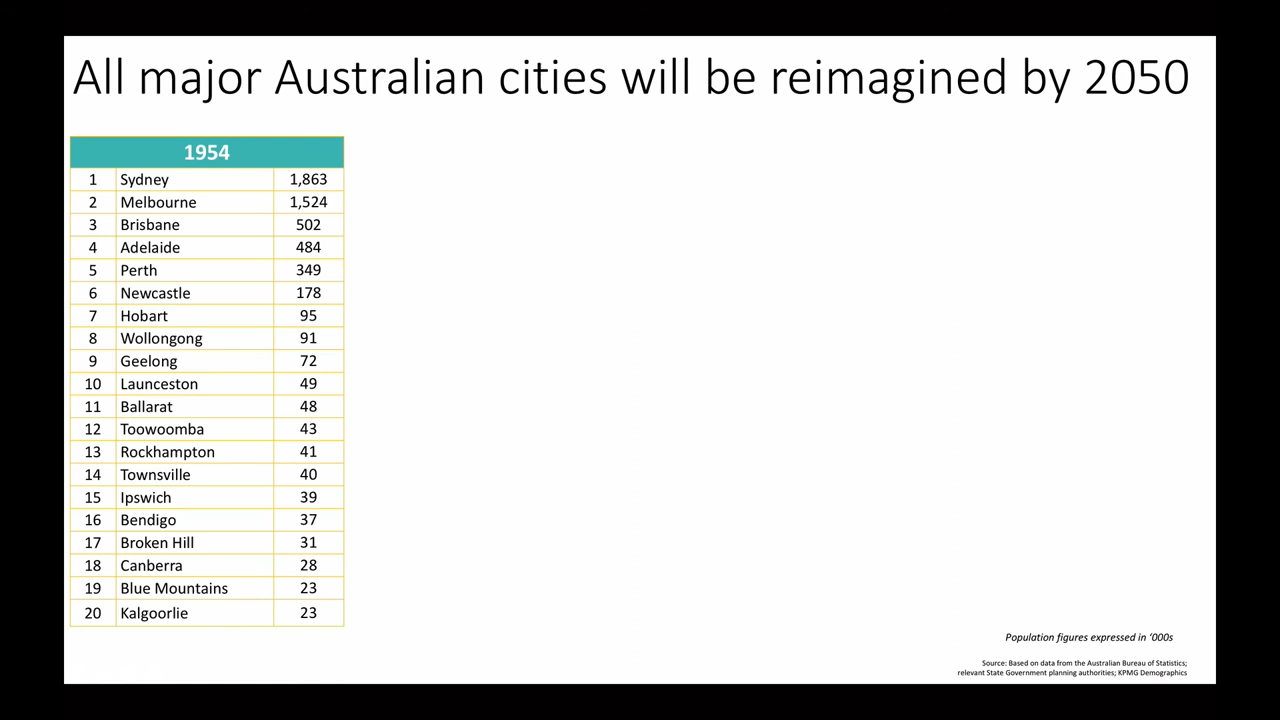 All major Australian cities will be reimagined by 2050
1954
1 Sydney 1,863
2 Melbourne 1,524
3 Brisbane 502
4 Adelaide 484
5 Perth 349
6 Newcastle 178
7 Hobart 95
8 Wollongong 91
9 Geelong 72
10 Launceston 49
11 Ballarat 48
12 Toowoomba 43
13 Rockhampton 41
14 Townsville 40
15 Ipswich 39
16 Bendigo 37
17 Broken Hill 31
18 Canberra 28
19 Blue Mountains 23
20 Kalgoorlie 23
Population figures expressed in ‘000s
Source: Based on data from the Australian Bureau of Statistics;
relevant State Government planning authorities; KPMG Demographics